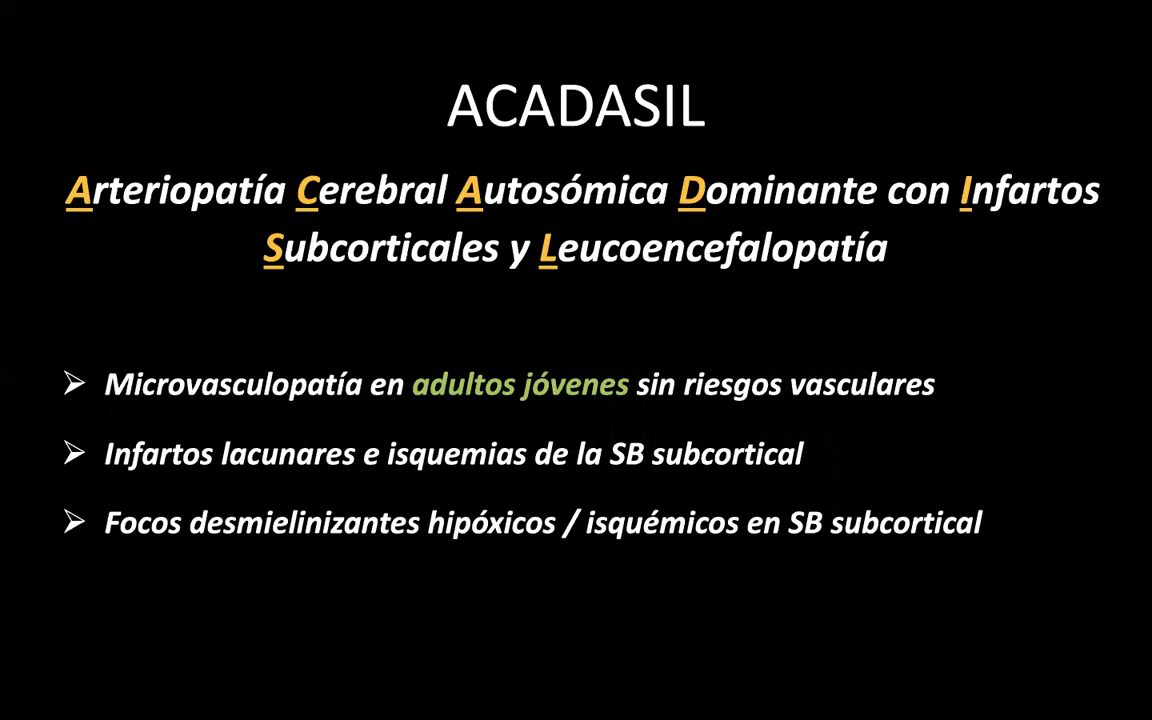 ACADASIL
Arteriopatía Cerebral Autosómica Dominante con Infartos
Subcorticales y Leucoencefalopatía
➢ Microvasculopatía en adultos jóvenes sin riesgos vasculares
➢ Infartos lacunares e isquemias de la SB subcortical
➢ Focos desmielinizantes hipóxicos / isquémicos en SB subcortical